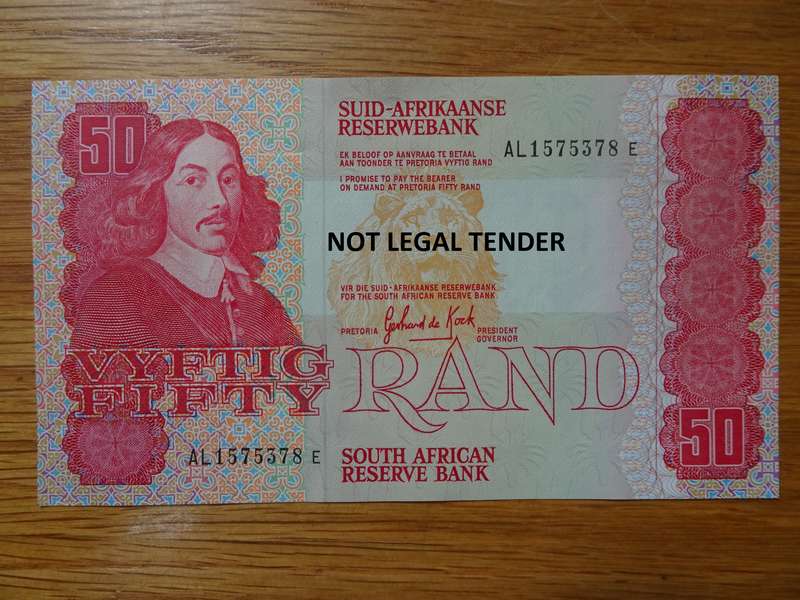 50
SUID-AFRIKAANSE
RESERWEBANK
EK BELOOF OP AANVRAAG TE BETAAL
AAN TOONDER TE PRETORIA VYFTIG RAND
AL1575378 E
I PROMISE TO PAY THE BEARER
ON DEMAND AT PRETORIA FIFTY RAND
NOT LEGAL TENDER
VIR DIE SUID-AFRIKAANSE RESERWEBANK
FOR THE SOUTH AFRICAN RESERVE BANK
Gerhard de Kock
PRETORIA PRESIDENT
GOVERNOR
VYFTIG
FIFTY
RAND
50
AL1575378 E
SOUTH AFRICAN
RESERVE BANK